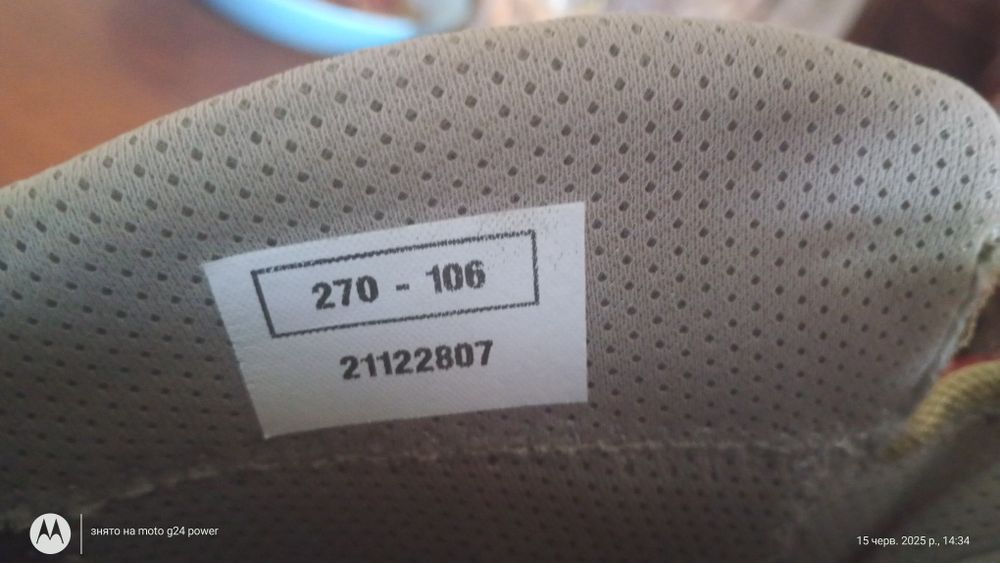 270 - 106
21122807
знято на moto g24 power
15 черв. 2025 р., 14:34